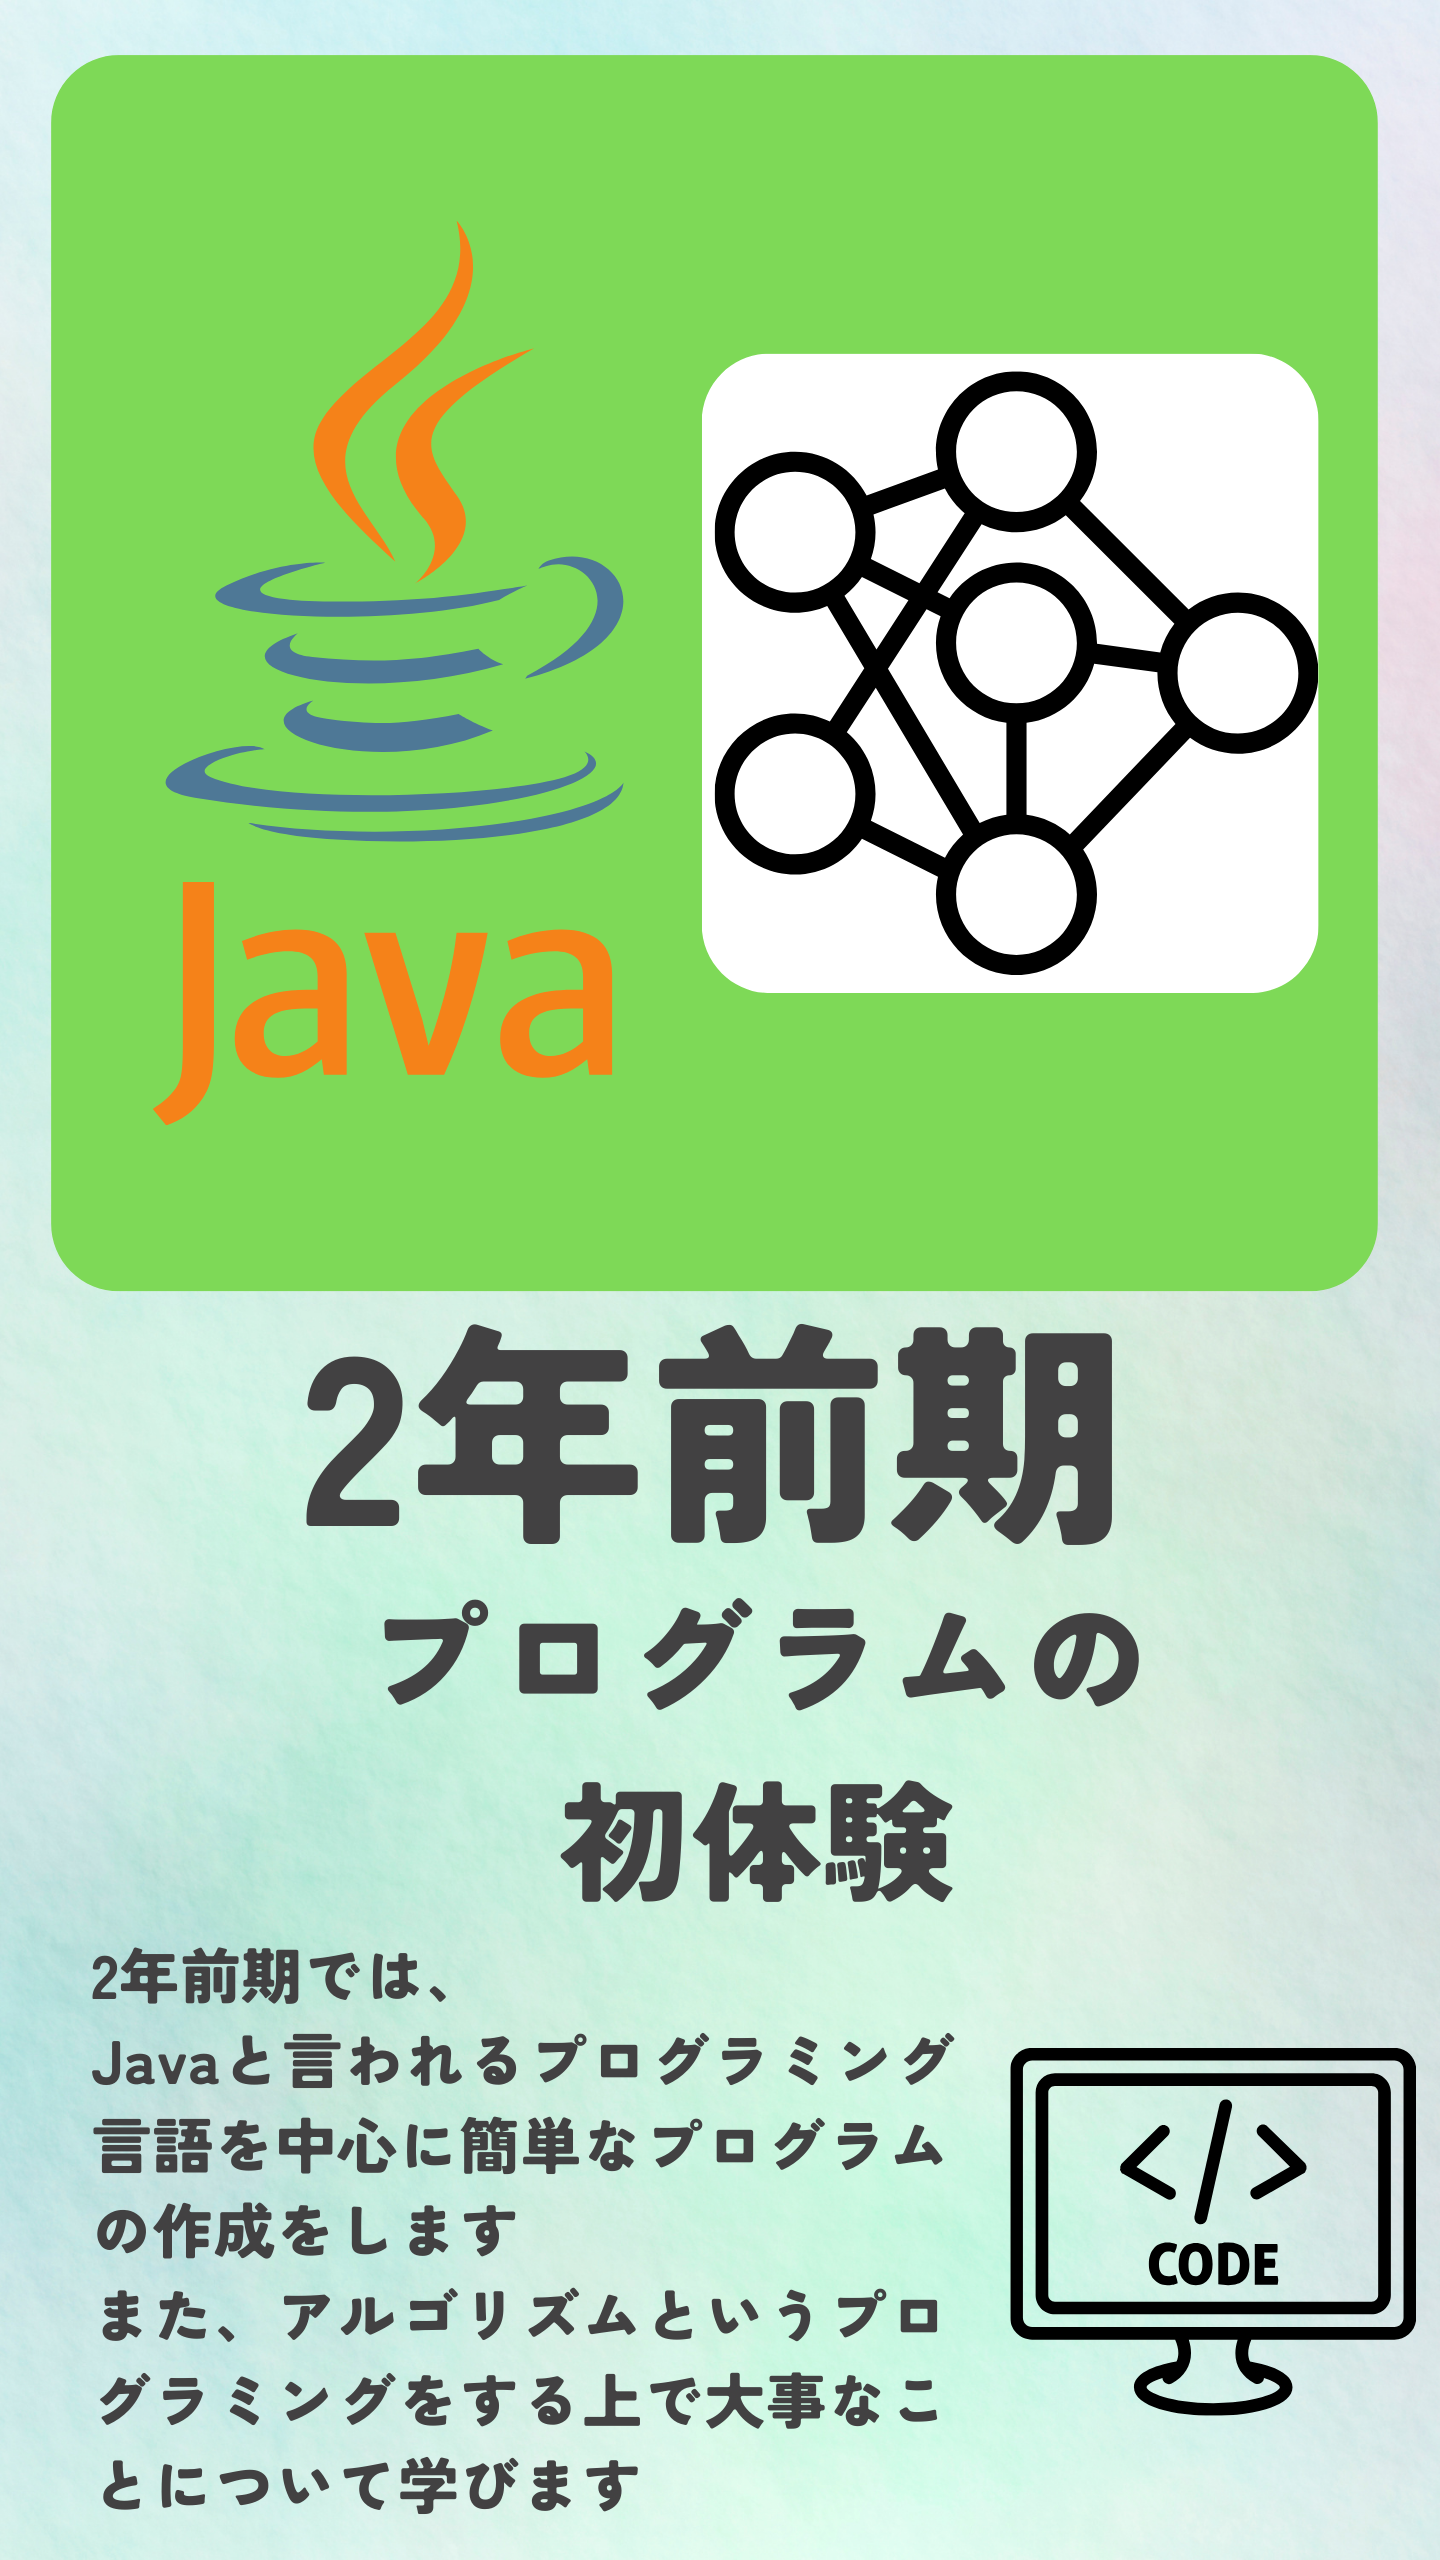 Java
2年前期
プログラムの
初体験
2年前期では、
Javaと言われるプログラミング
言語を中心に簡単なプログラム
の作成をします
また、アルゴリズムというプロ
グラミングをする上で大事なこ
とについて学びます
CODE